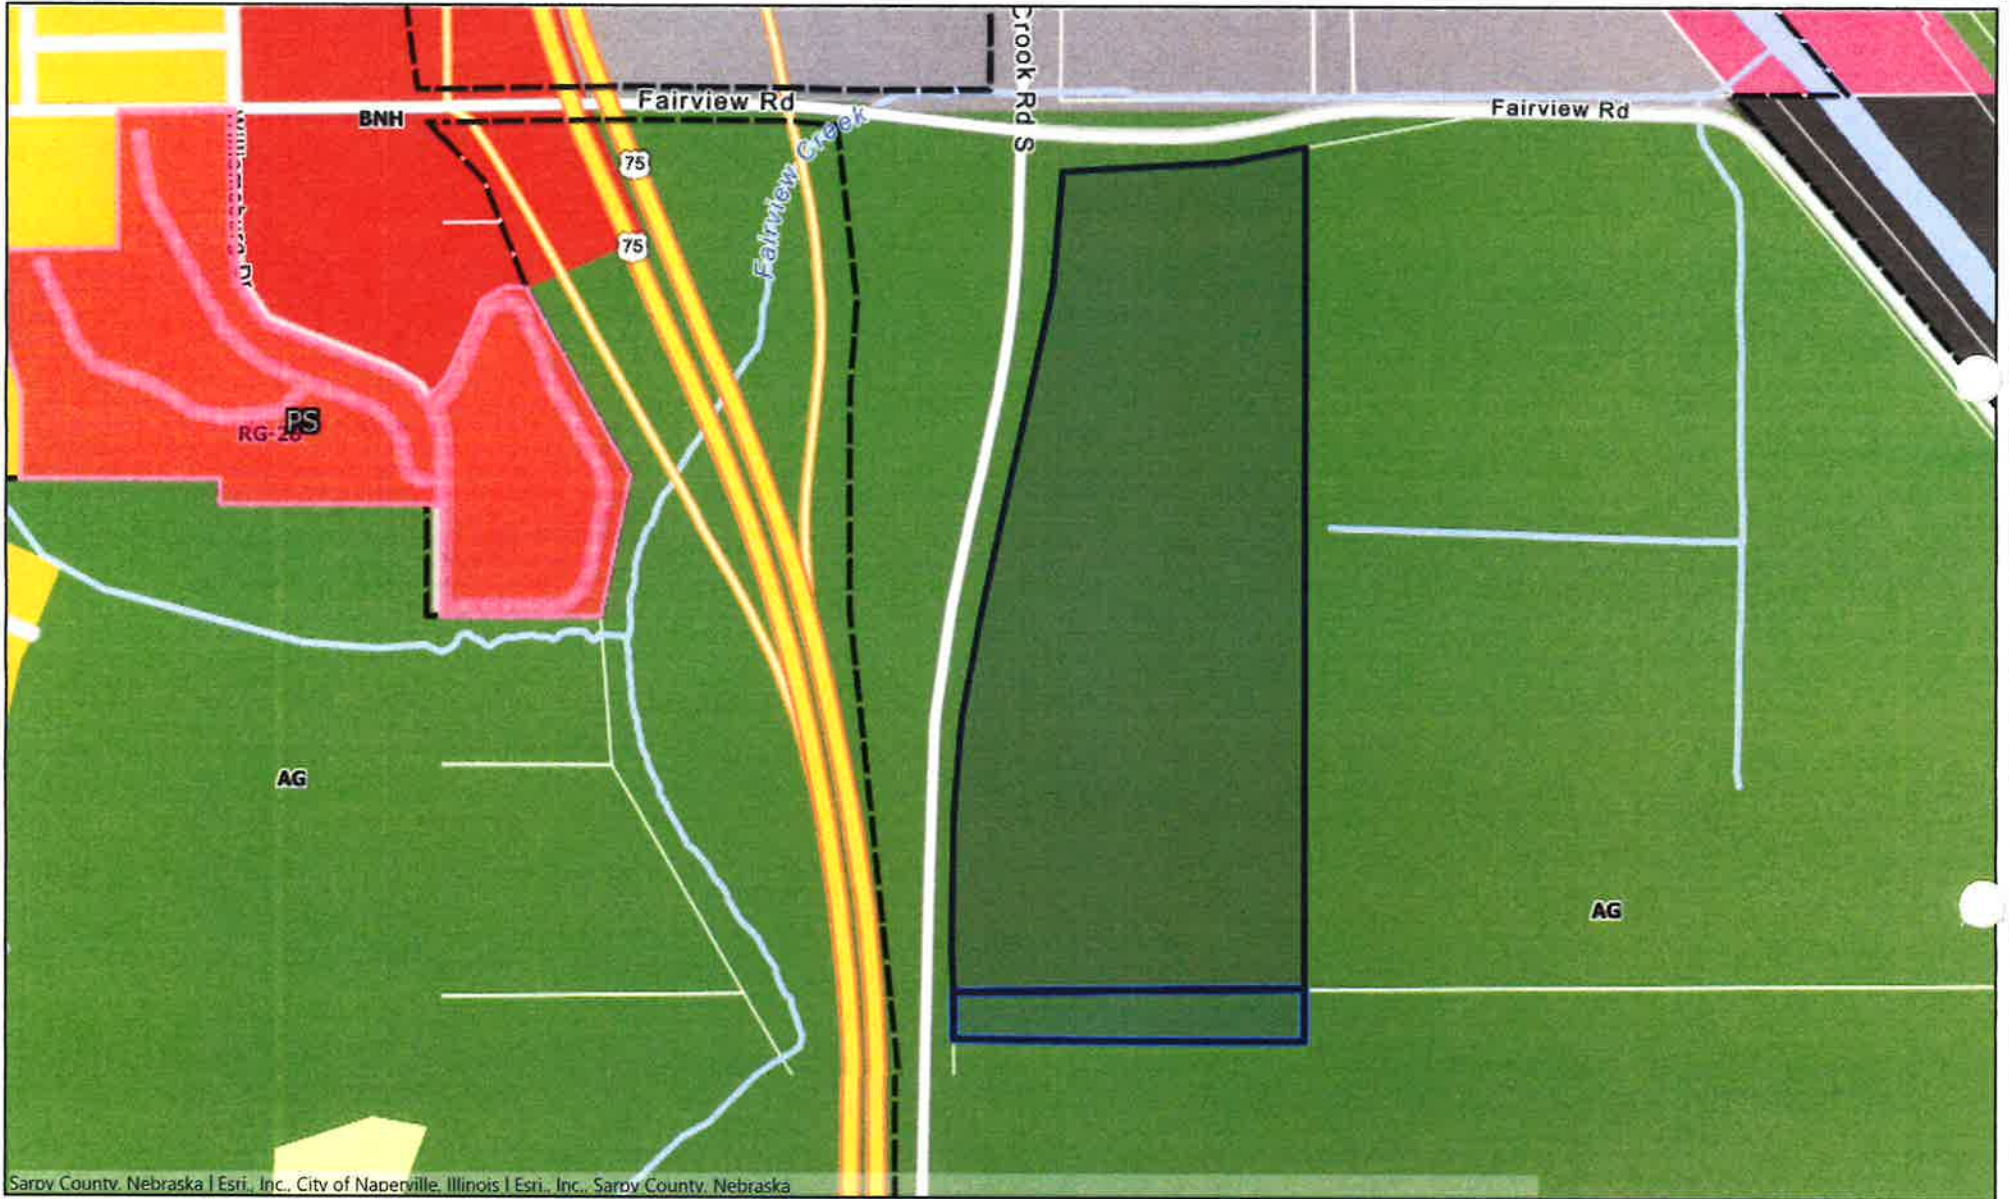 Crook Rd S
Fairview Rd
Fairview Rd
BNH
75
Fairview Creek
75
PS
AG
AG
Sarpy County, Nebraska | Esri., Inc., City of Naperville, Illinois | Esri., Inc., Sarpy County, Nebraska